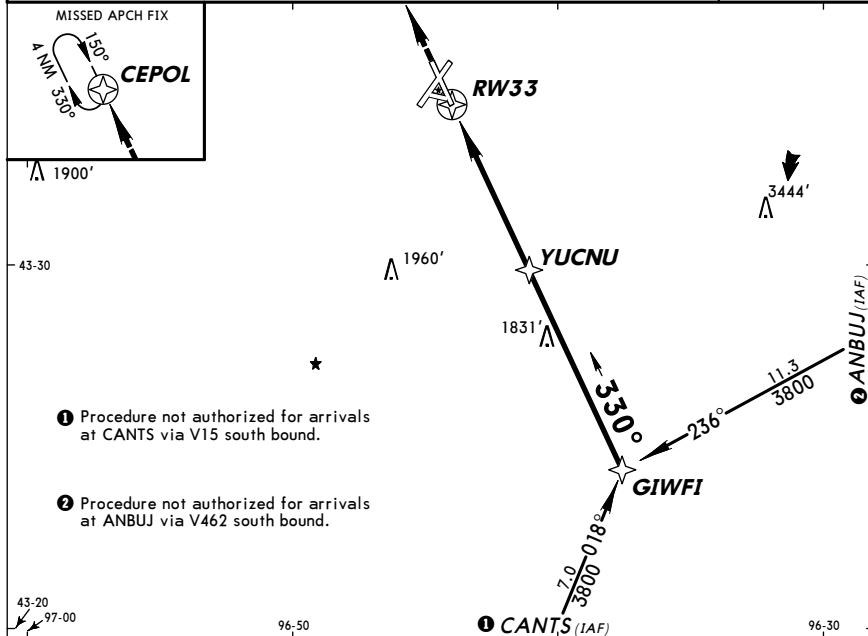 MISSED APCH FIX
150°
4 NM
330°
CEPOL
RW33
1900'
3444'
43-30
1960'
YUCNU
1831'
❷ ANBUJ (IAF)
11.3
3800
236°
330°
❶ Procedure not authorized for arrivals
at CANTS via V15 south bound.
GIWFI
❷ Procedure not authorized for arrivals
at ANBUJ via V462 south bound.
018°
7.0
3800
43-20
97-00
96-50
❶ CANTS (IAF)
96-30